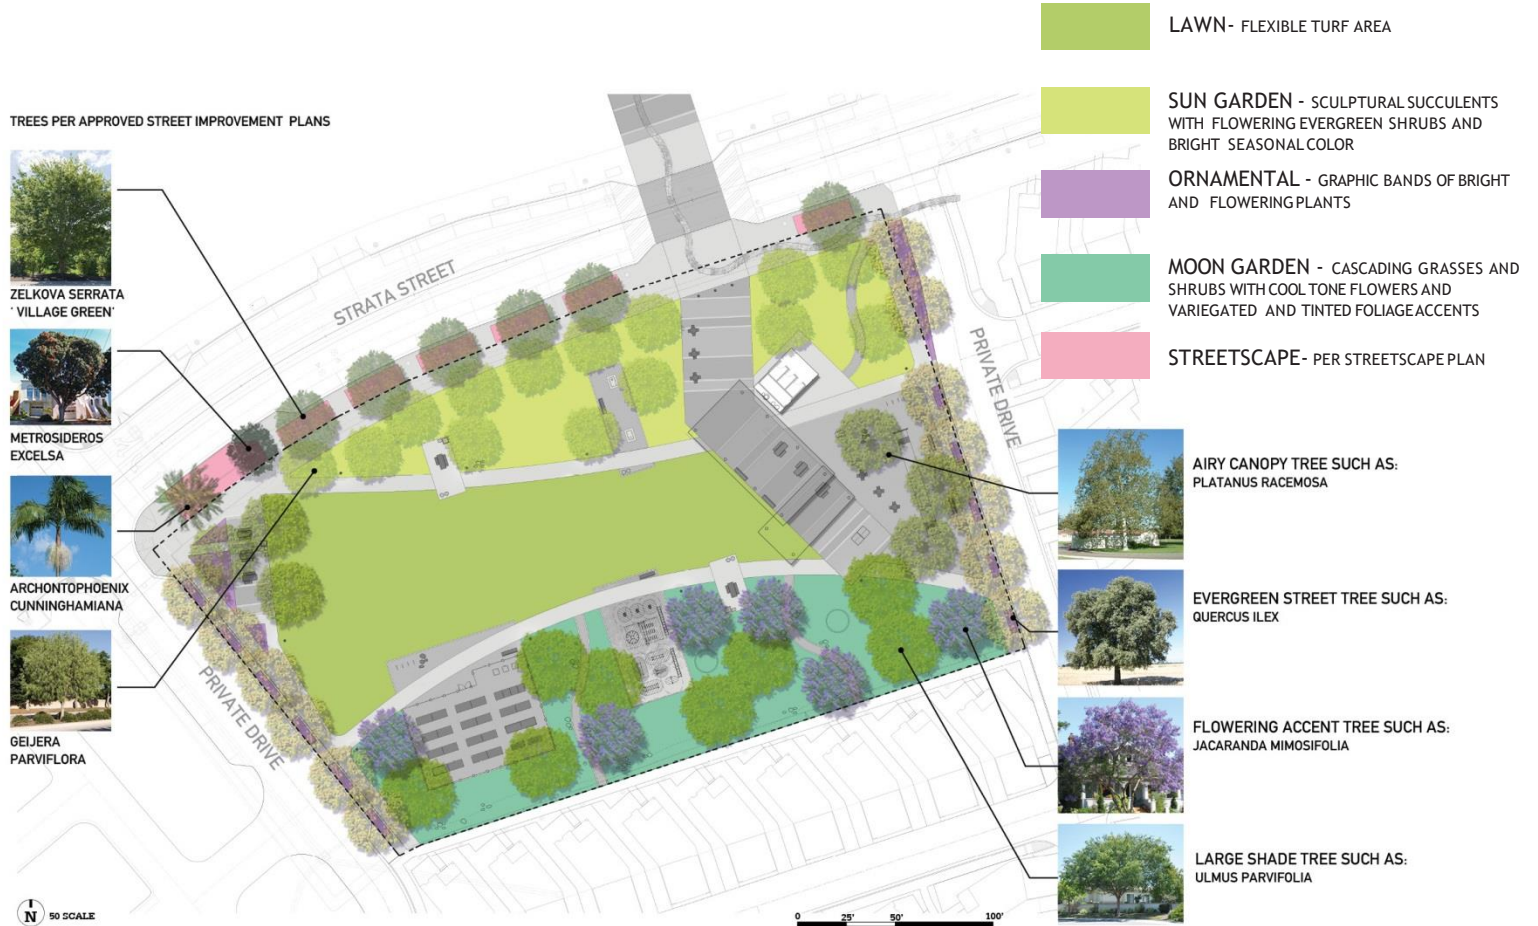 LAWN- FLEXIBLE TURF AREA
SUN GARDEN - SCULPTURAL SUCCULENTS
WITH FLOWERING EVERGREEN SHRUBS AND
BRIGHT SEASONAL COLOR
ORNAMENTAL - GRAPHIC BANDS OF BRIGHT
AND FLOWERING PLANTS
MOON GARDEN - CASCADING GRASSES AND
SHRUBS WITH COOL TONE FLOWERS AND
VARIEGATED AND TINTED FOLIAGE ACCENTS
STREETSCAPE- PER STREETSCAPE PLAN
TREES PER APPROVED STREET IMPROVEMENT PLANS
ZELKOVA SERRATA
' VILLAGE GREEN'
METROSIDEROS
EXCELSA
ARCHONTOPHOENIX
CUNNINGHAMIANA
GEIJERA
PARVIFLORA
STRATA STREET
PRIVATE DRIVE
PRIVATE DRIVE
AIRY CANOPY TREE SUCH AS:
PLATANUS RACEMOSA
EVERGREEN STREET TREE SUCH AS:
QUERCUS ILEX
FLOWERING ACCENT TREE SUCH AS:
JACARANDA MIMOSIFOLIA
LARGE SHADE TREE SUCH AS:
ULMUS PARVIFOLIA
N 50 SCALE
0 25' 50' 100'